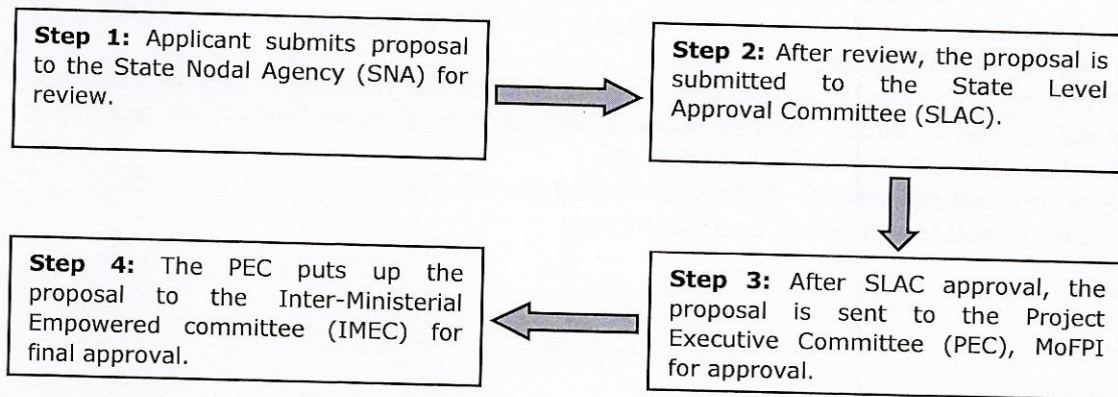 Step 1: Applicant submits proposal
to the State Nodal Agency (SNA) for
review.
Step 2: After review, the proposal is
submitted to the State Level
Approval Committee (SLAC).
Step 3: After SLAC approval, the
proposal is sent to the Project
Executive Committee (PEC), MoFPI
for approval.
Step 4: The PEC puts up the
proposal to the Inter-Ministerial
Empowered committee (IMEC) for
final approval.